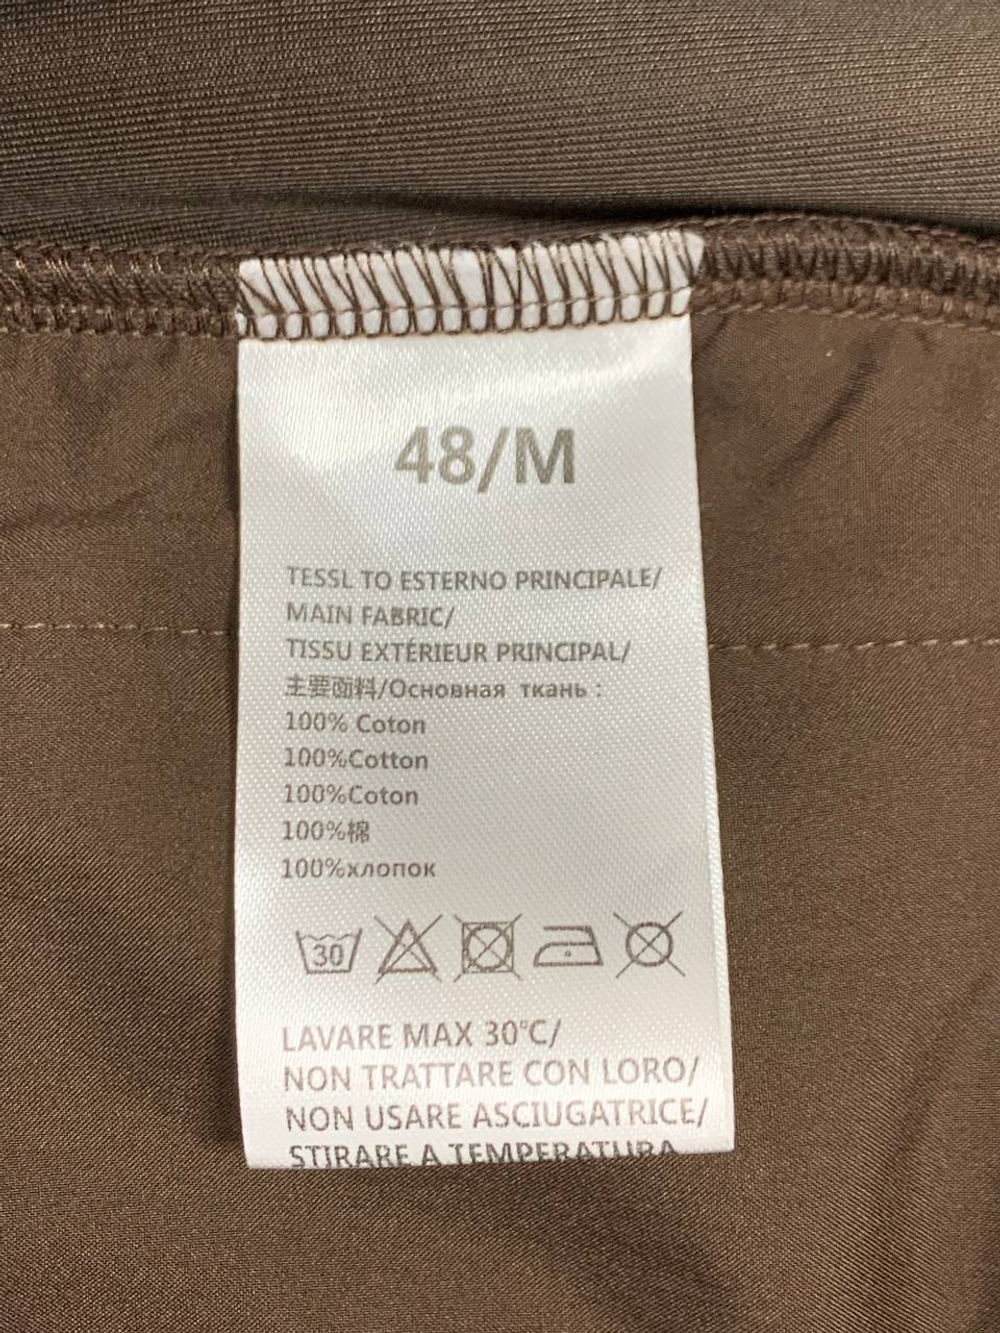 48/M
TESSL TO ESTERNO PRINCIPALE/
MAIN FABRIC/
TISSU EXTÉRIEUR PRINCIPAL/
主要面料/Основная ткань :
100% Coton
100%Cotton
100%Coton
100%棉
100%хлопок
30
LAVARE MAX 30°C/
NON TRATTARE CON LORO/
NON USARE ASCIUGATRICE/
STIRARE A TEMPERATURA